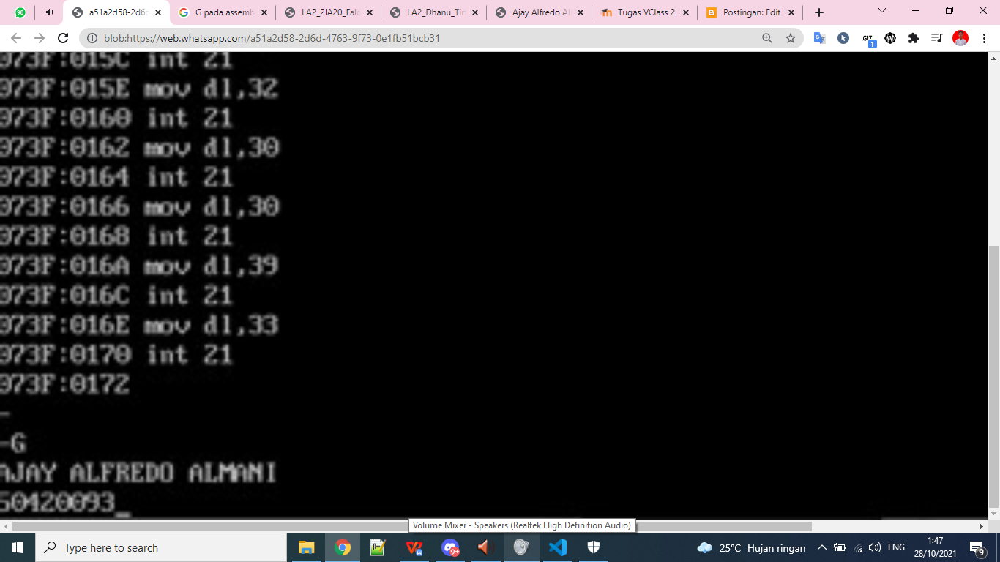 90 a51a2d58-2d6d G pada assemb LA2_2IA20_Falc LA2_Dhanu_Tir Ajay Alfredo Al Tugas VClass 2 Postingan: Edit
blob:https://web.whatsapp.com/a51a2d58-2d6d-4763-9f73-0e1fb51bcb31 .GIT 1
073F:015C int 21
073F:015E mov dl,32
073F:0160 int 21
073F:0162 mov dl,30
073F:0164 int 21
073F:0166 mov dl,30
073F:0168 int 21
073F:016A mov dl,39
073F:016C int 21
073F:016E mov dl,33
073F:0170 int 21
073F:0172
-
-G
AJAY ALFREDO ALMANI
50420093_
Volume Mixer - Speakers (Realtek High Definition Audio)
Type here to search 9+ 25°C Hujan ringan ENG 1:47
28/10/2021 9